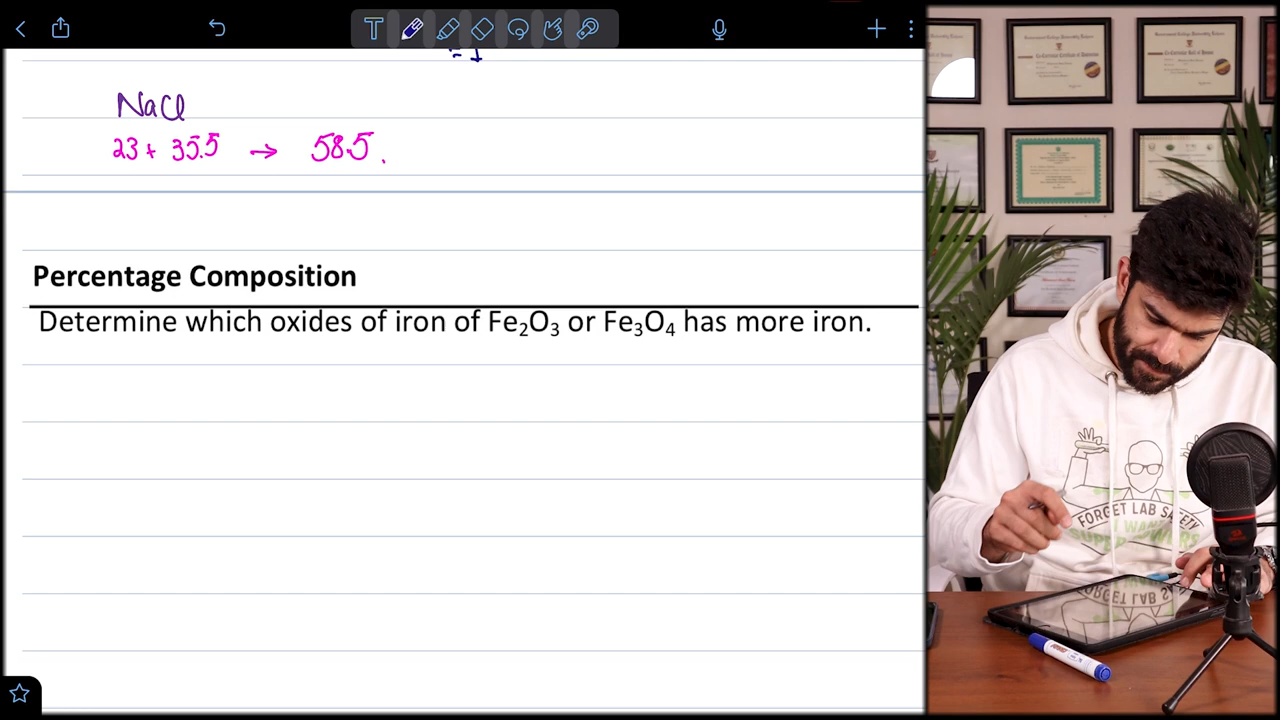 NaCl
23 + 35.5 → 58.5.
Percentage Composition
Determine which oxides of iron of Fe₂O₃ or Fe₃O₄ has more iron.
FORGET LAB SAFETY
I WANT